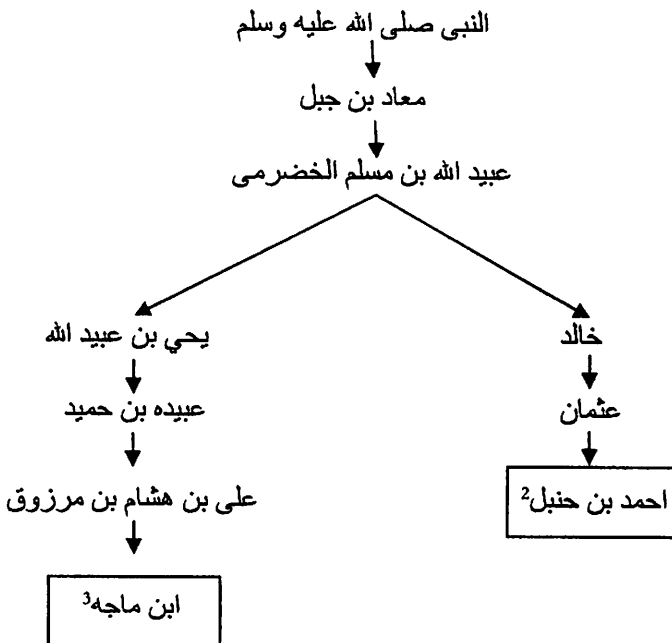 النبى صلى الله عليه وسلم
معاد بن جبل
عبيد الله بن مسلم الخضرمى
خالد
يحي بن عبيد الله
عثمان
عبيده بن حميد
احمد بن حنبل2
على بن هشام بن مرزوق
ابن ماجه3